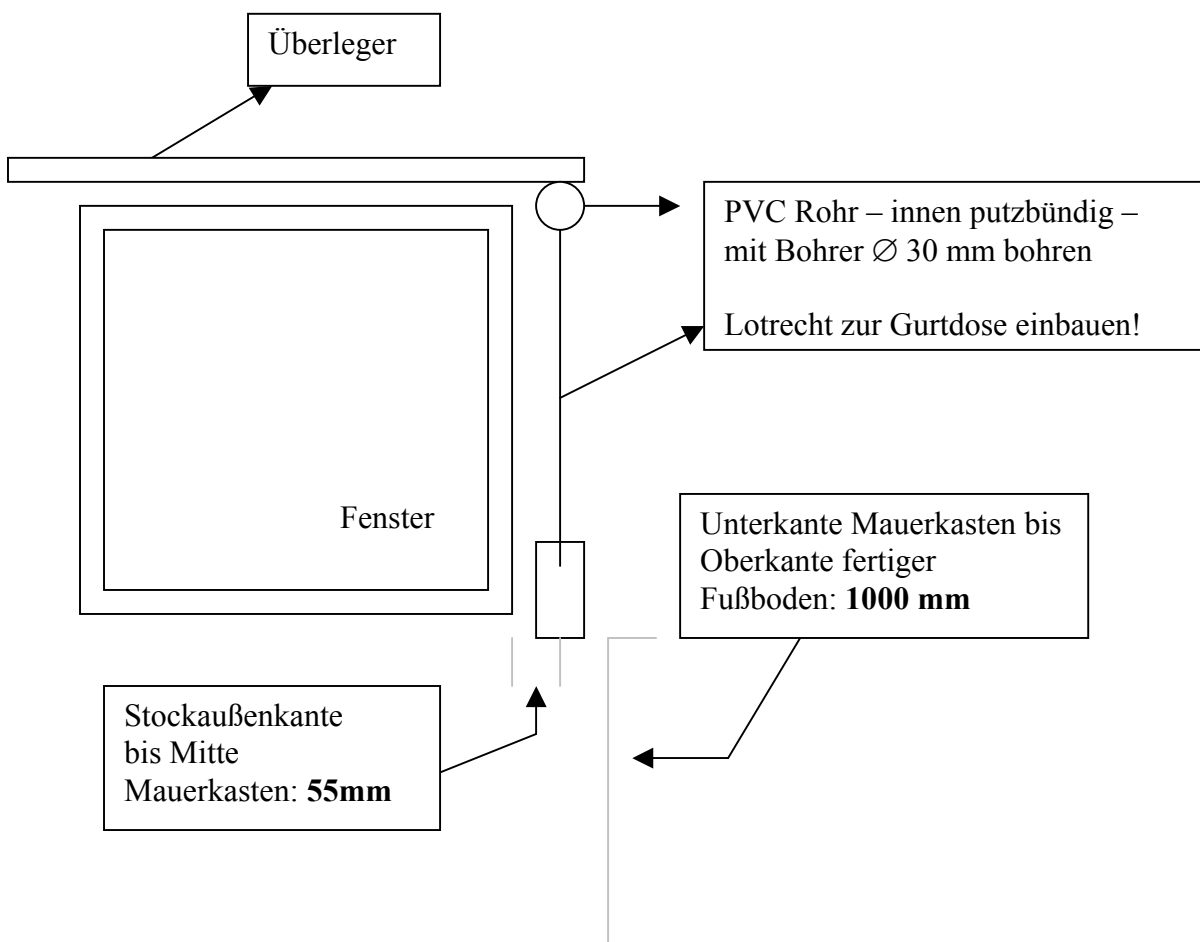 Überleger
PVC Rohr – innen putzbündig –
mit Bohrer ∅ 30 mm bohren
Lotrecht zur Gurtdose einbauen!
Fenster
Unterkante Mauerkasten bis
Oberkante fertiger
Fußboden: 1000 mm
Stockaußenkante
bis Mitte
Mauerkasten: 55mm